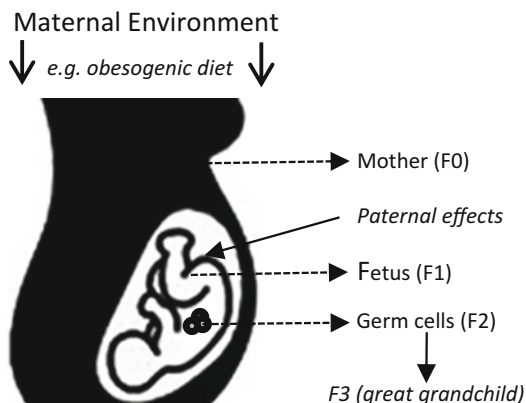 Maternal Environment
e.g. obesogenic diet
Mother (F0)
Paternal effects
Fetus (F1)
Germ cells (F2)
F3 (great grandchild)